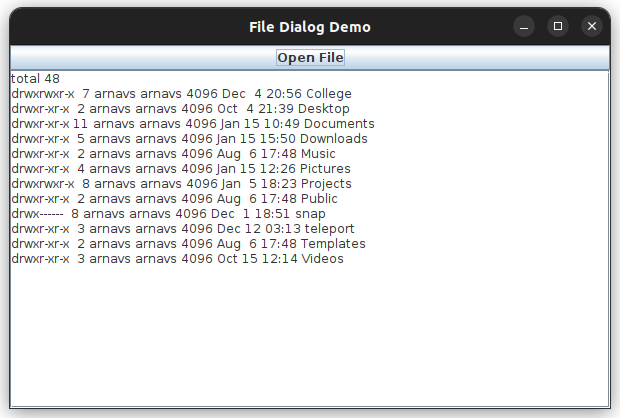 File Dialog Demo
Open File
total 48
drwxrwxr-x  7 arnavs arnavs 4096 Dec  4 20:56 College
drwxr-xr-x  2 arnavs arnavs 4096 Oct  4 21:39 Desktop
drwxr-xr-x 11 arnavs arnavs 4096 Jan 15 10:49 Documents
drwxr-xr-x  5 arnavs arnavs 4096 Jan 15 15:50 Downloads
drwxr-xr-x  2 arnavs arnavs 4096 Aug  6 17:48 Music
drwxr-xr-x  4 arnavs arnavs 4096 Jan 15 12:26 Pictures
drwxrwxr-x  8 arnavs arnavs 4096 Jan  5 18:23 Projects
drwxr-xr-x  2 arnavs arnavs 4096 Aug  6 17:48 Public
drwx------  8 arnavs arnavs 4096 Dec  1 18:51 snap
drwxr-xr-x  3 arnavs arnavs 4096 Dec 12 03:13 teleport
drwxr-xr-x  2 arnavs arnavs 4096 Aug  6 17:48 Templates
drwxr-xr-x  3 arnavs arnavs 4096 Oct 15 12:14 Videos